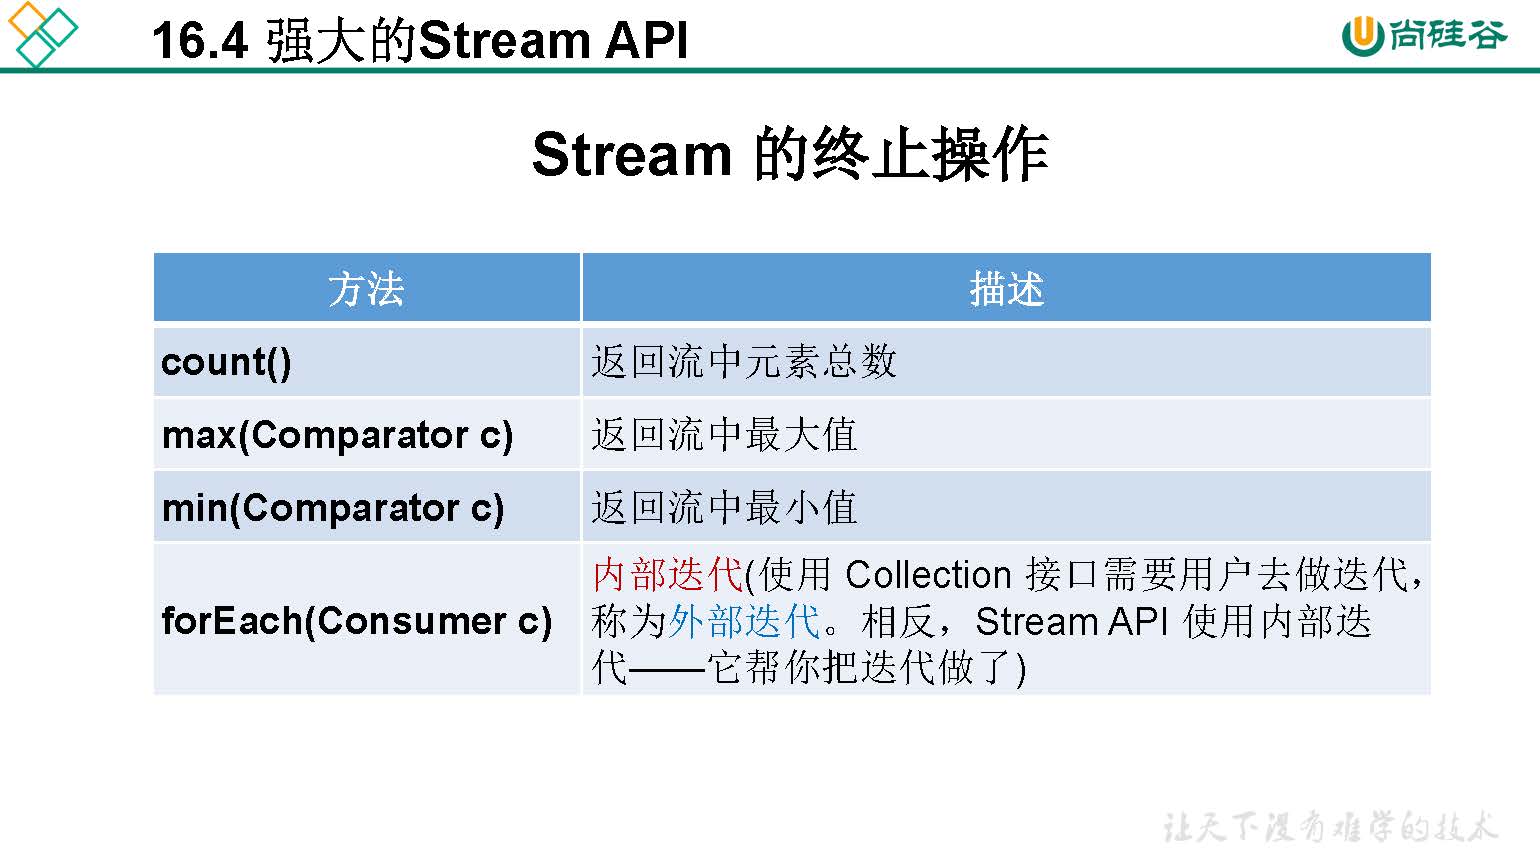 16.4 强大的Stream API
尚硅谷
Stream 的终止操作
方法 描述
count() 返回流中元素总数
max(Comparator c) 返回流中最大值
min(Comparator c) 返回流中最小值
forEach(Consumer c) 内部迭代(使用 Collection 接口需要用户去做迭代，
称为外部迭代。相反，Stream API 使用内部迭
代——它帮你把迭代做了)
让天下没有难学的技术